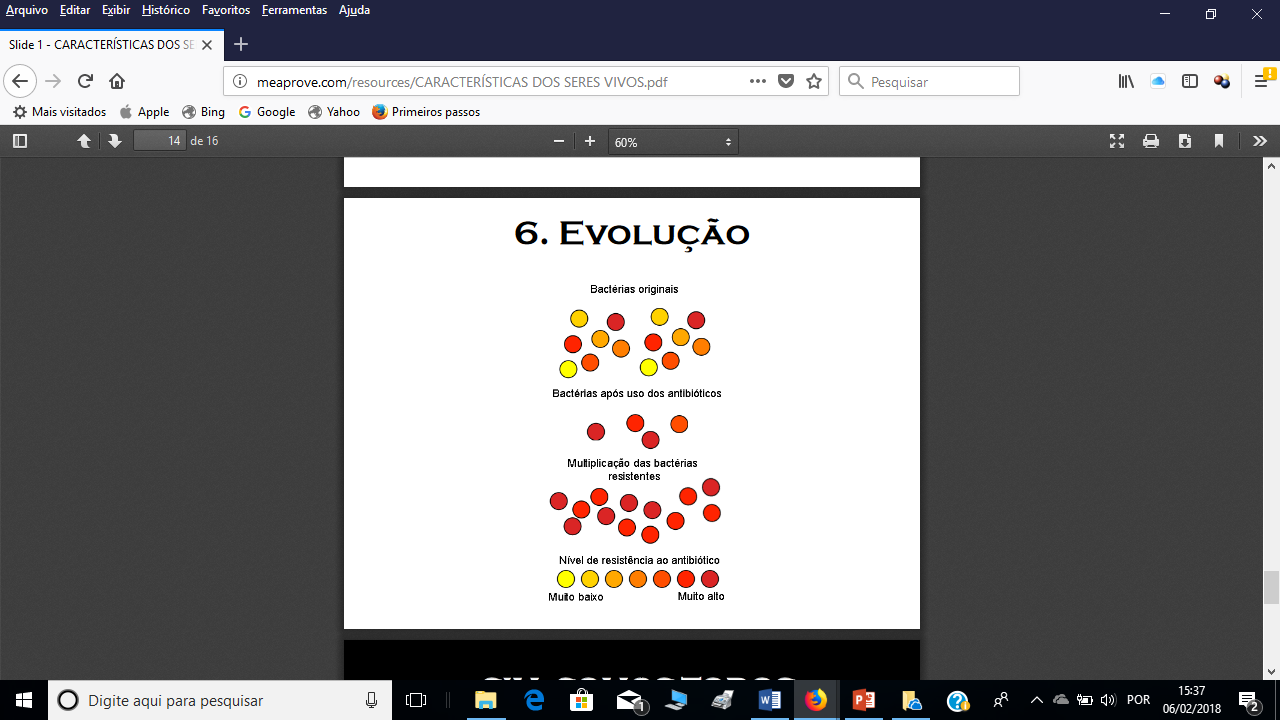 Arquivo Editar Exibir Histórico Favoritos Ferramentas Ajuda
Slide 1 - CARACTERÍSTICAS DOS SE
meaprove.com/resources/CARACTERÍSTICAS DOS SERES VIVOS.pdf
Pesquisar
Mais visitados Apple Bing Google Yahoo Primeiros passos
14 de 16
60%
6. Evolução
Bactérias originais
Bactérias após uso dos antibióticos
Multiplicação das bactérias
resistentes
Nível de resistência ao antibiótico
Muito baixo Muito alto
Digite aqui para pesquisar
1
POR
15:37
06/02/2018
2